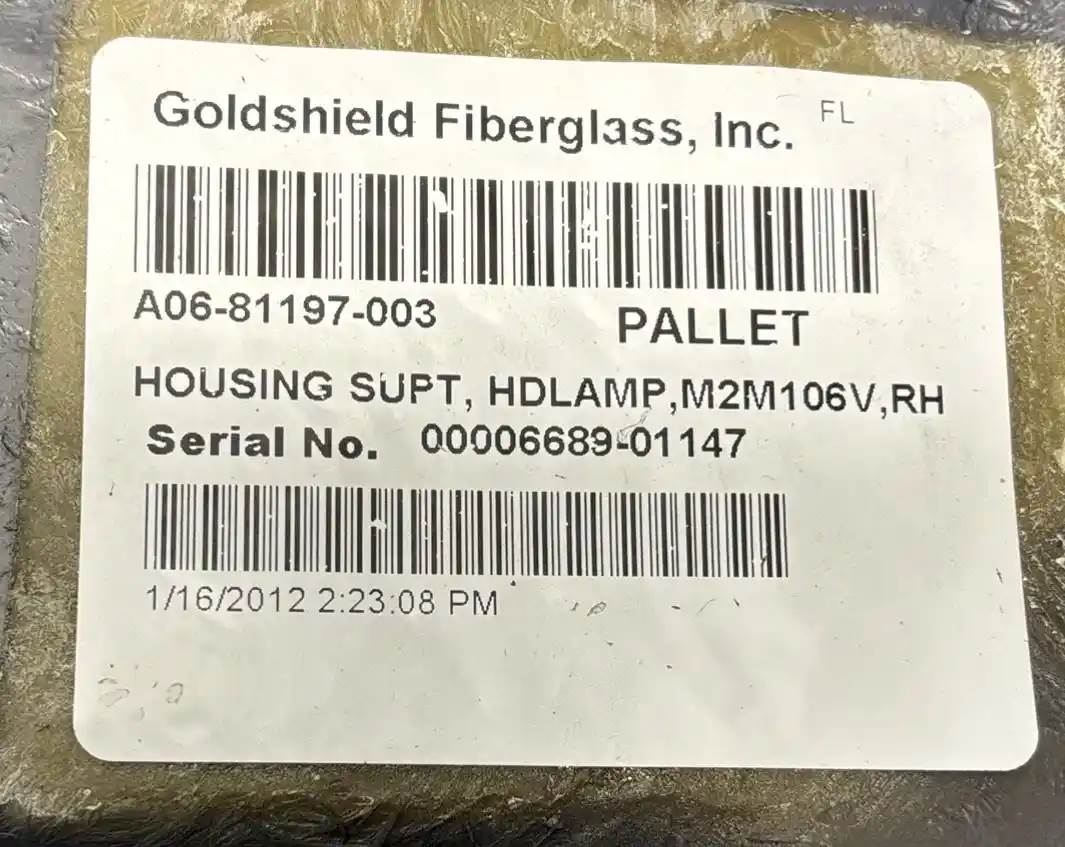 Goldshield Fiberglass, Inc. FL
A06-81197-003 PALLET
HOUSING SUPT, HDLAMP,M2M106V,RH
Serial No. 00006689-01147
1/16/2012 2:23:08 PM